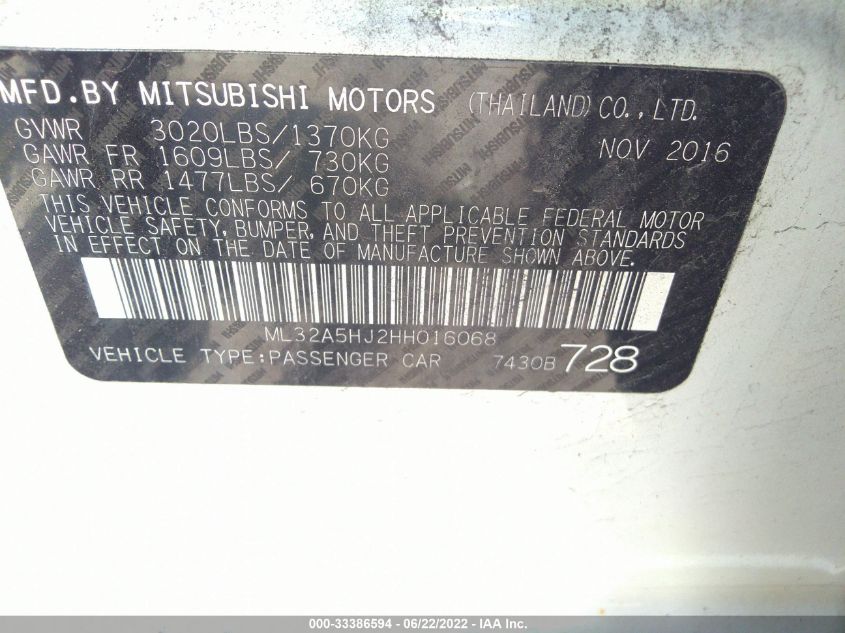 MFD.BY MITSUBISHI MOTORS (THAILAND)CO.,LTD.
GVWR 3020LBS/1370KG NOV 2016
GAWR FR 1609LBS/ 730KG
GAWR RR 1477LBS/ 670KG
THIS VEHICLE CONFORMS TO ALL APPLICABLE FEDERAL MOTOR
VEHICLE SAFETY, BUMPER, AND THEFT PREVENTION STANDARDS
IN EFFECT ON THE DATE OF MANUFACTURE SHOWN ABOVE.
ML32A5HJ2HH016068
VEHICLE TYPE:PASSENGER CAR 7430B 728
000-33386594 - 06/22/2022 - IAA Inc.